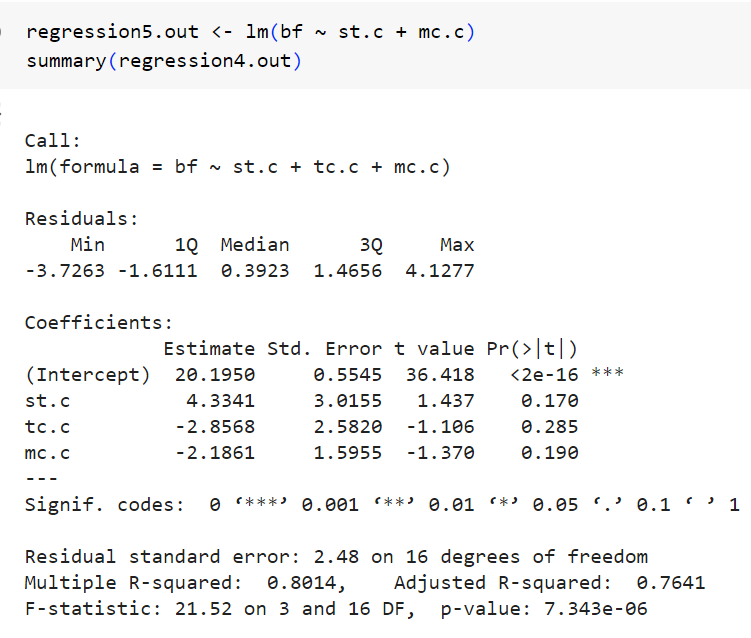 regression5.out <- lm(bf ~ st.c + mc.c)
summary(regression4.out)
Call:
lm(formula = bf ~ st.c + tc.c + mc.c)
Residuals:
    Min      1Q  Median      3Q     Max
-3.7263 -1.6111  0.3923  1.4656  4.1277
Coefficients:
            Estimate Std. Error t value Pr(>|t|)
(Intercept)  20.1950     0.5545  36.418   <2e-16 ***
st.c          4.3341     3.0155   1.437    0.170
tc.c         -2.8568     2.5820  -1.106    0.285
mc.c         -2.1861     1.5955  -1.370    0.190
---
Signif. codes:  0 ‘***’ 0.001 ‘**’ 0.01 ‘*’ 0.05 ‘.’ 0.1 ‘ ’ 1
Residual standard error: 2.48 on 16 degrees of freedom
Multiple R-squared:  0.8014,    Adjusted R-squared:  0.7641
F-statistic: 21.52 on 3 and 16 DF,  p-value: 7.343e-06